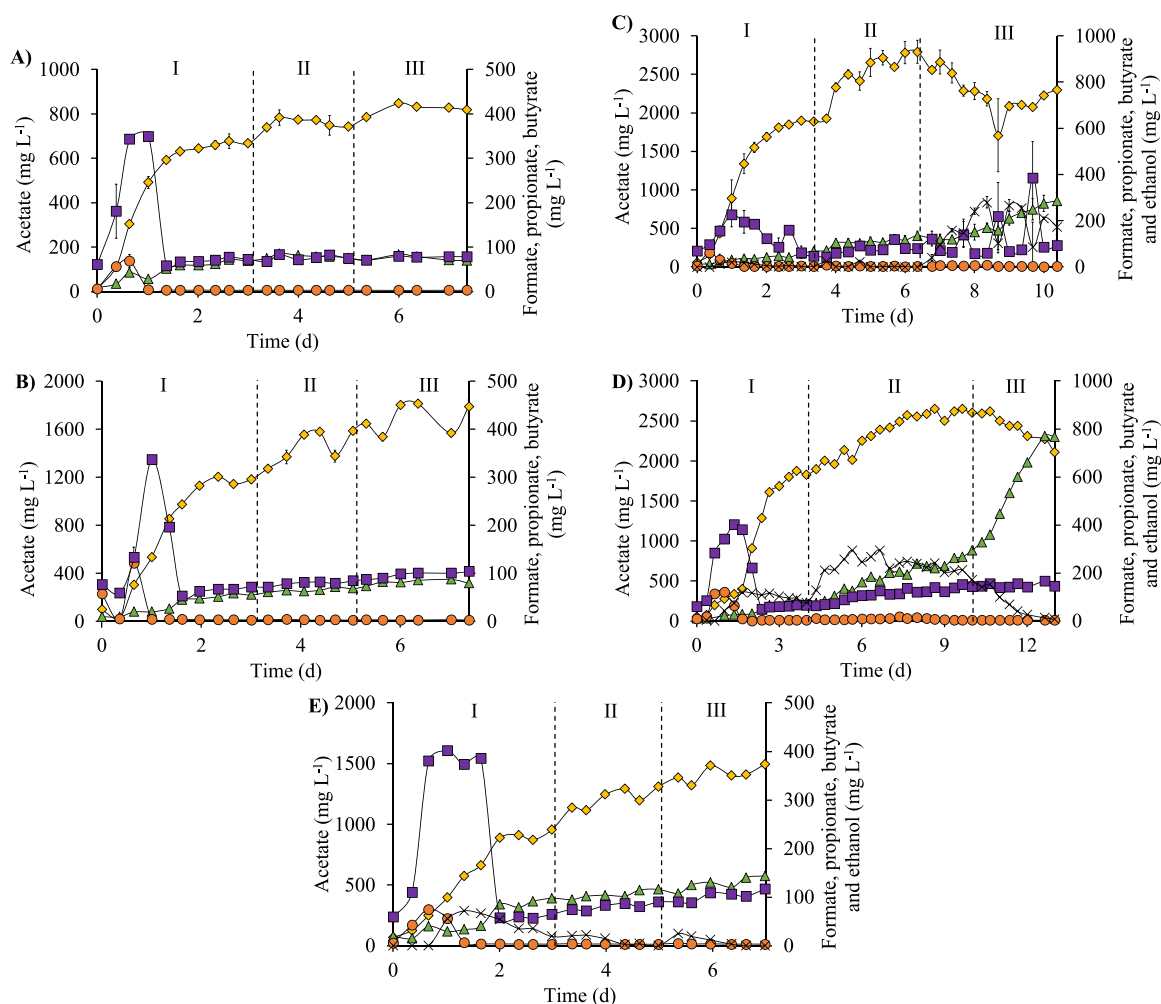 A)
I
II
III
1000
800
600
400
200
0
500
400
300
200
100
0
0
2
4
6
Acetate (mg L-1)
Formate, propionate, butyrate
(mg L-1)
Time (d)
C)
I
II
III
3000
2500
2000
1500
1000
500
0
1000
800
600
400
200
0
0
2
4
6
8
10
Acetate (mg L-1)
Formate, propionate, butyrate
and ethanol (mg L-1)
Time (d)
B)
I
II
III
2000
1600
1200
800
400
0
500
400
300
200
100
0
0
2
4
6
Acetate (mg L-1)
Formate, propionate, butyrate
(mg L-1)
Time (d)
D)
I
II
III
3000
2500
2000
1500
1000
500
0
1000
800
600
400
200
0
0
3
6
9
12
Acetate (mg L-1)
Formate, propionate, butyrate
and ethanol (mg L-1)
Time (d)
E)
I
II
III
2000
1500
1000
500
0
500
400
300
200
100
0
0
2
4
6
Acetate (mg L-1)
Formate, propionate, butyrate
and ethanol (mg L-1)
Time (d)